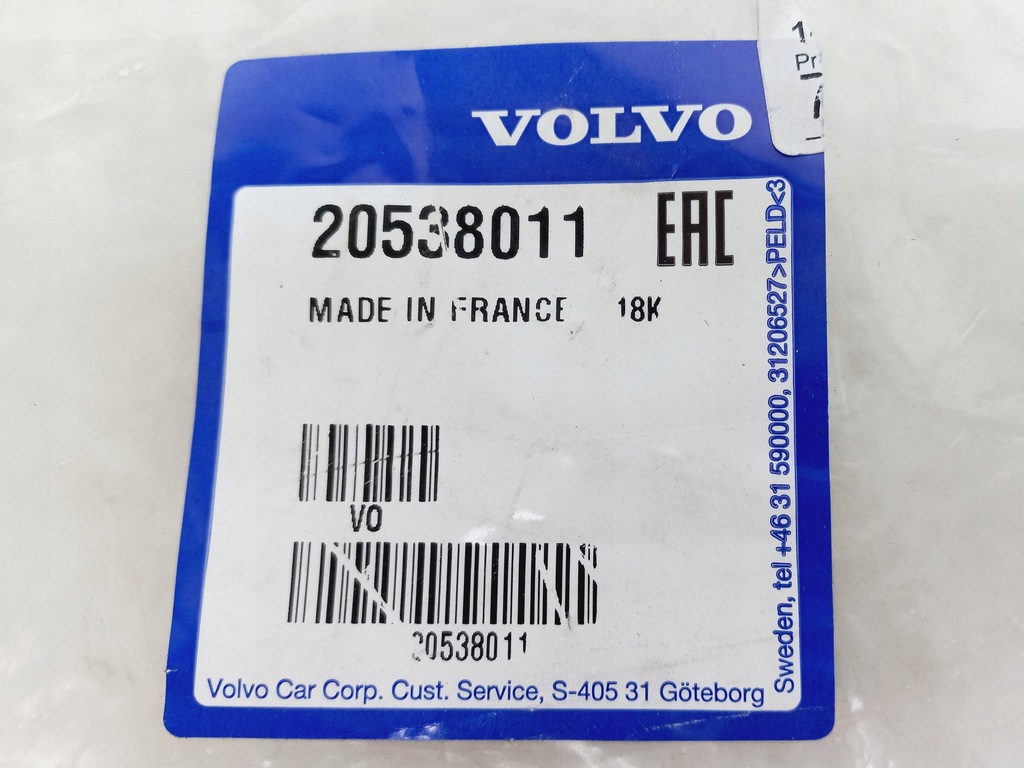 VOLVO
20538011 EAC
MADE IN FRANCE 18K
VO
20538011
Volvo Car Corp. Cust. Service, S-405 31 Göteborg
Sweden, tel +46 31 590000, 31206527>PELD<3